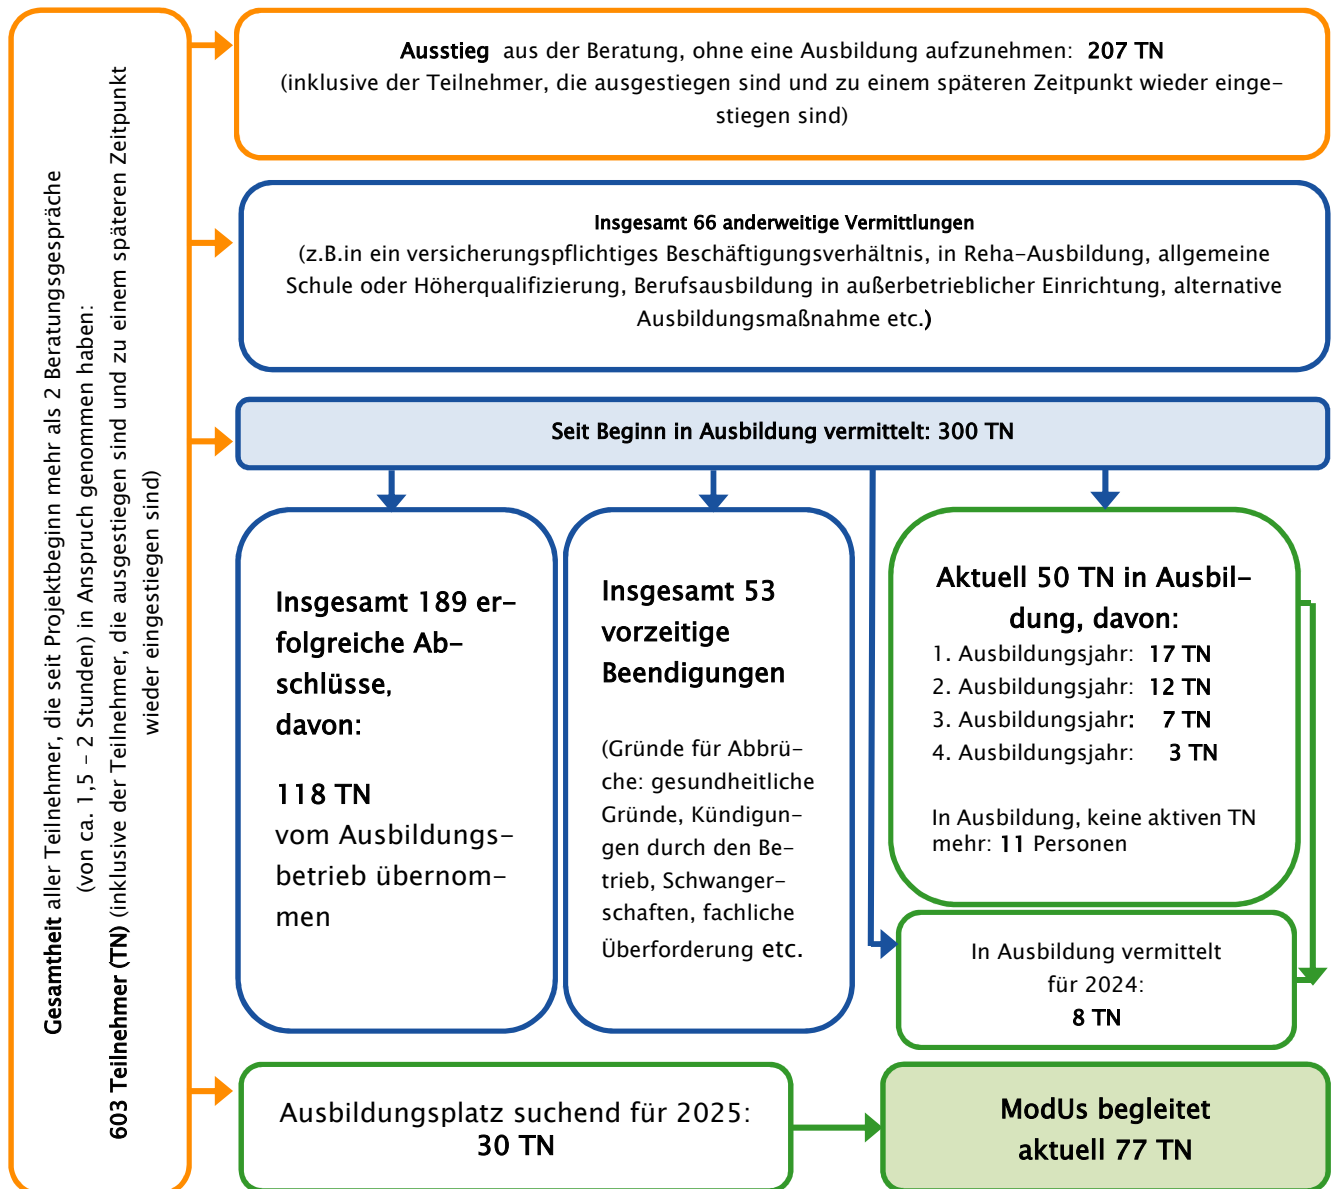 Gesamtheit aller Teilnehmer, die seit Projektbeginn mehr als 2 Beratungsgespräche
(von ca. 1,5 – 2 Stunden) in Anspruch genommen haben:
603 Teilnehmer (TN) (inklusive der Teilnehmer, die ausgestiegen sind und zu einem späteren Zeitpunkt
wieder eingestiegen sind)
Ausstieg aus der Beratung, ohne eine Ausbildung aufzunehmen: 207 TN
(inklusive der Teilnehmer, die ausgestiegen sind und zu einem späteren Zeitpunkt wieder einge-
stiegen sind)
Insgesamt 66 anderweitige Vermittlungen
(z.B.in ein versicherungspflichtiges Beschäftigungsverhältnis, in Reha-Ausbildung, allgemeine
Schule oder Höherqualifizierung, Berufsausbildung in außerbetrieblicher Einrichtung, alternative
Ausbildungsmaßnahme etc.)
Seit Beginn in Ausbildung vermittelt: 300 TN
Insgesamt 189 er-
folgreiche Ab-
schlüsse,
davon:
118 TN
vom Ausbildungs-
betrieb übernom-
men
Insgesamt 53
vorzeitige
Beendigungen
(Gründe für Abbrü-
che: gesundheitliche
Gründe, Kündigun-
gen durch den Be-
trieb, Schwanger-
schaften, fachliche
Überforderung etc.
Aktuell 50 TN in Ausbil-
dung, davon:
1. Ausbildungsjahr: 17 TN
2. Ausbildungsjahr: 12 TN
3. Ausbildungsjahr: 7 TN
4. Ausbildungsjahr: 3 TN
In Ausbildung, keine aktiven TN
mehr: 11 Personen
In Ausbildung vermittelt
für 2024:
8 TN
Ausbildungsplatz suchend für 2025:
30 TN
ModUs begleitet
aktuell 77 TN